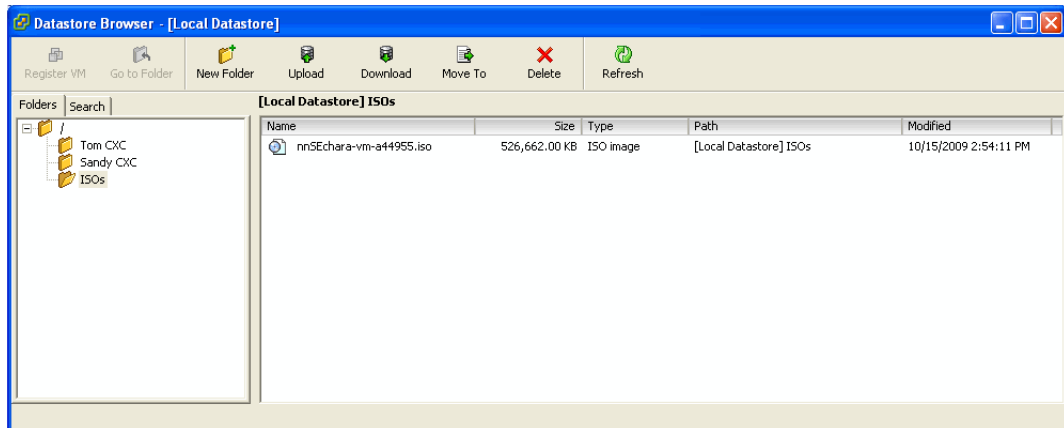 Datastore Browser - [Local Datastore]
Register VM Go to Folder New Folder Upload Download Move To Delete Refresh
Folders Search
[Local Datastore] ISOs
/
Tom CXC
Sandy CXC
ISOs
Name Size Type Path Modified
nnSEchara-vm-a44955.iso 526,662.00 KB ISO image [Local Datastore] ISOs 10/15/2009 2:54:11 PM